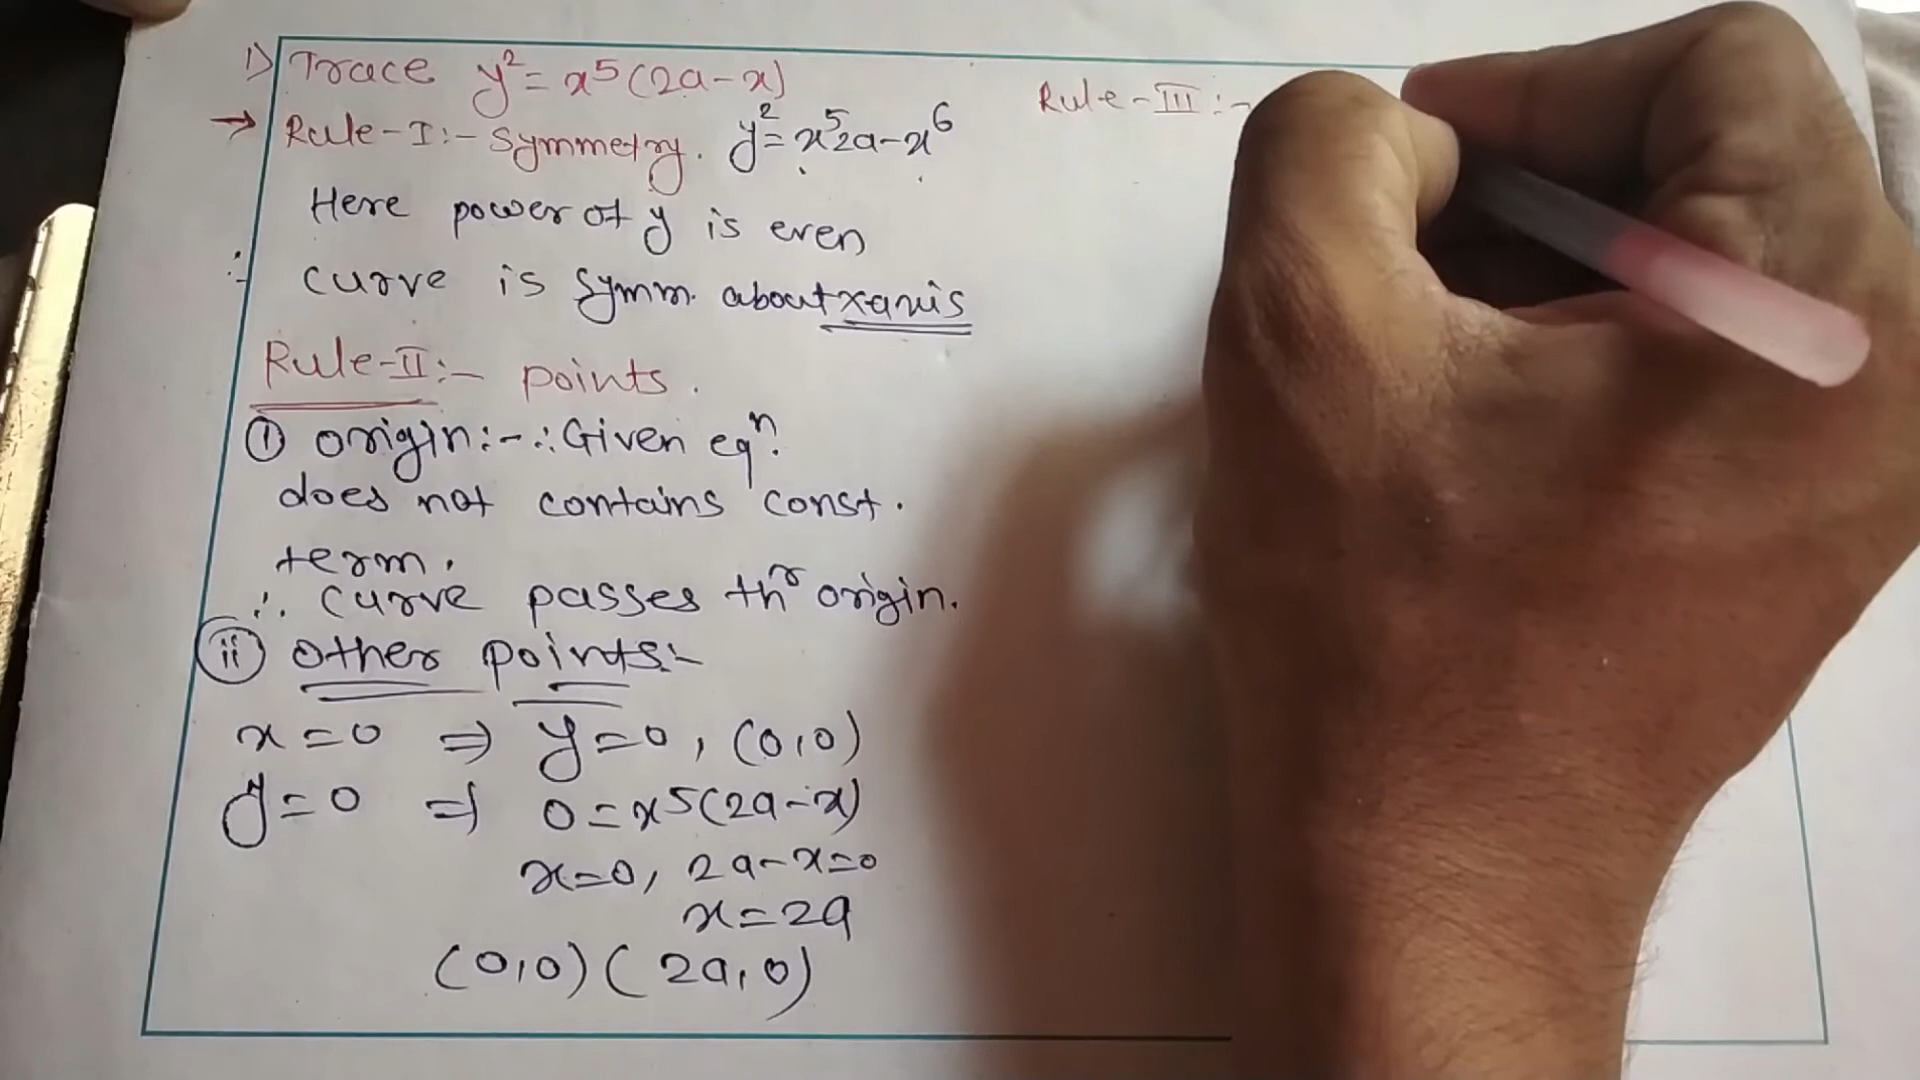 1) Trace y² = x⁵(2a-x)
→ Rule-I:- Symmetry. y² = x⁵2a-x⁶
Here power of y is even
∴ curve is symm. about x-axis
Rule-II:- points.
① origin:- ∴ Given eqⁿ.
does not contains const.
term.
∴ curve passes thʳ origin.
ⅱ other points:-
x=0 ⇒ y=0, (0,0)
y=0 ⇒ 0=x⁵(2a-x)
x=0, 2a-x=0
x=2a
(0,0) (2a,0)
Rule-III:-